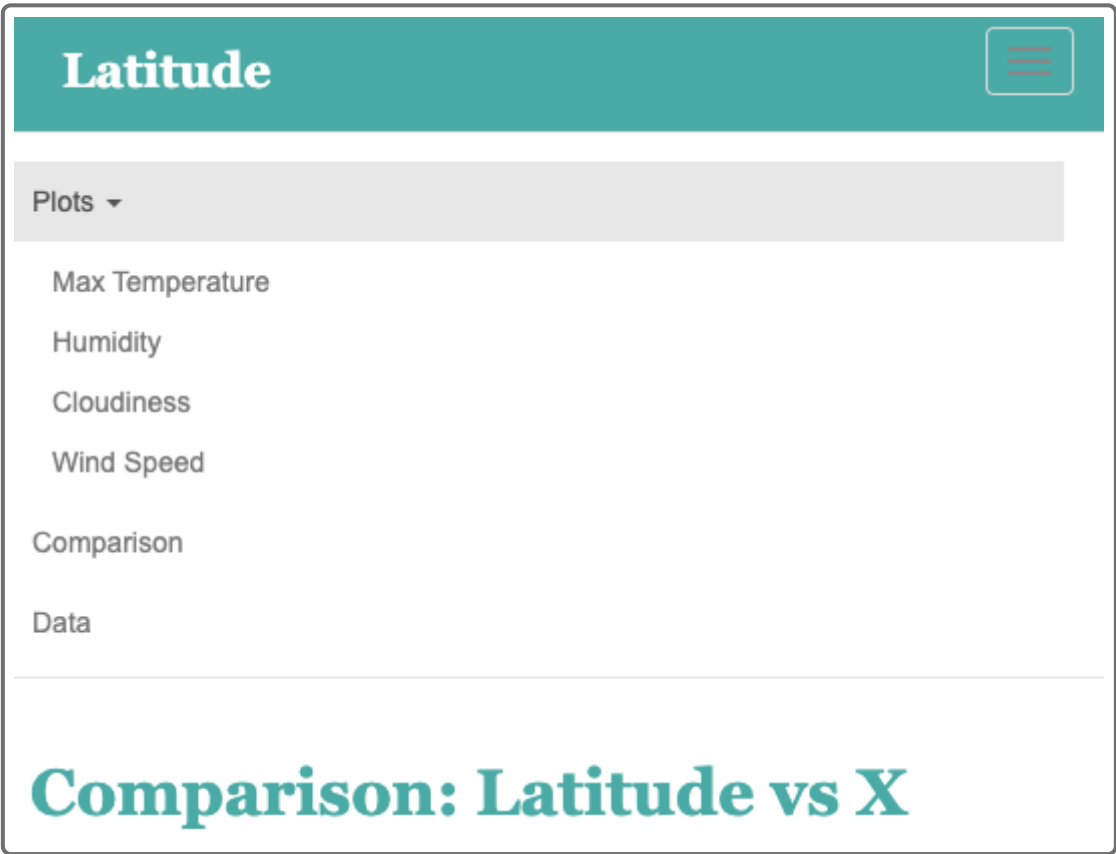 Latitude
Plots
Max Temperature
Humidity
Cloudiness
Wind Speed
Comparison
Data
Comparison: Latitude vs X